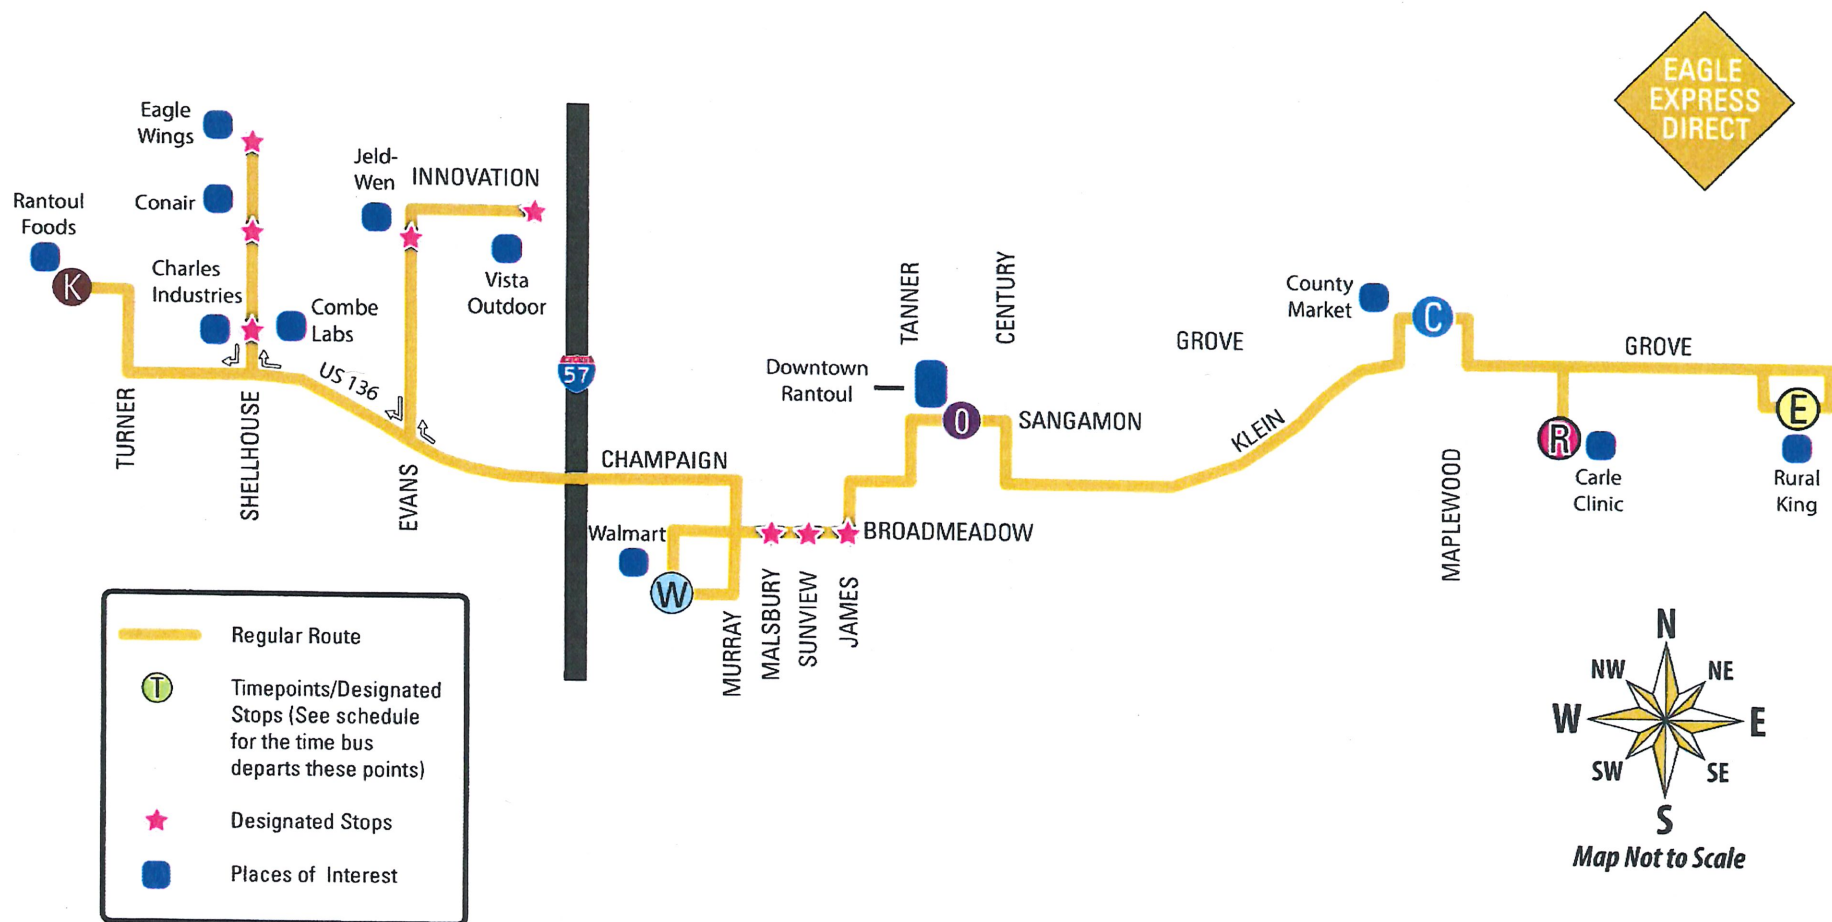 EAGLE
EXPRESS
DIRECT
Eagle
Wings
Conair
Rantoul
Foods
K
Charles
Industries
Combe
Labs
Jeld-
Wen
INNOVATION
Vista
Outdoor
US 136
TURNER
SHELLHOUSE
EVANS
57
CHAMPAIGN
Walmart
W
MURRAY
MALSBURY
SUNVIEW
JAMES
BROADMEADOW
Downtown
Rantoul
TANNER
CENTURY
O
SANGAMON
GROVE
KLEIN
County
Market
C
MAPLEWOOD
GROVE
R
Carle
Clinic
E
Rural
King
Regular Route
T
Timepoints/Designated
Stops (See schedule
for the time bus
departs these points)
Designated Stops
Places of Interest
N
NW
NE
W
E
SW
SE
S
Map Not to Scale